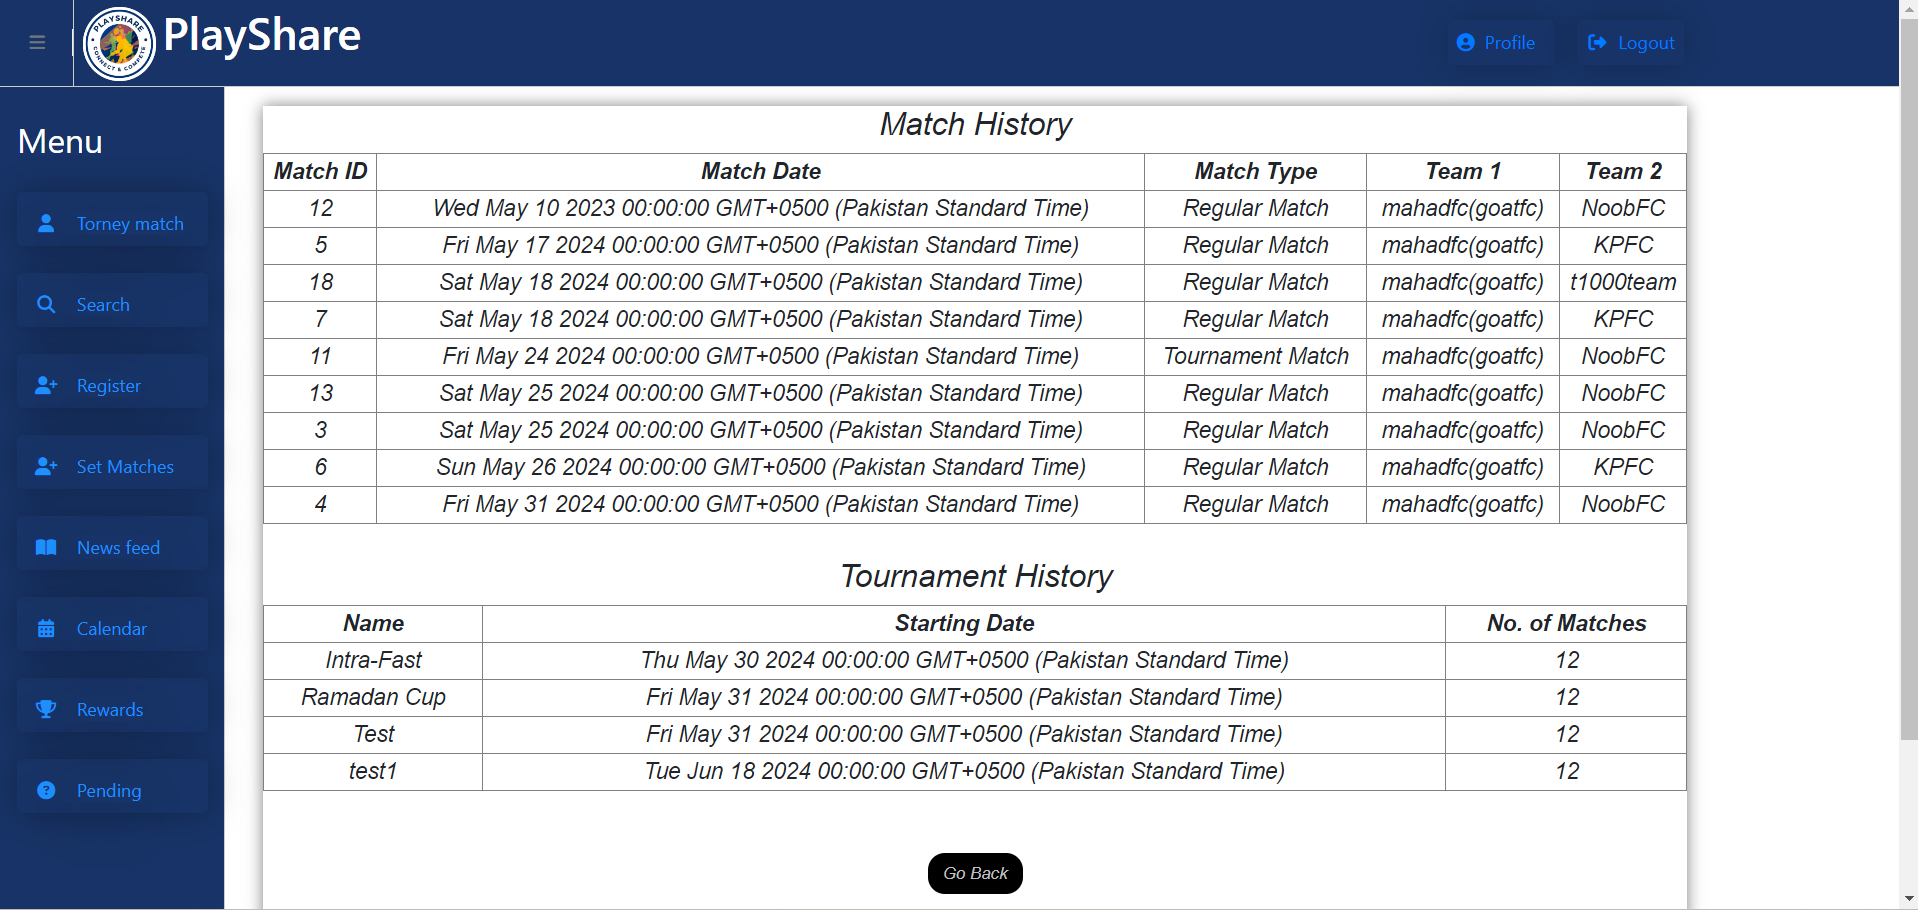 PLAYSHARE
CONNECT & COMPETE
PlayShare
Profile
Logout
Menu
Torney match
Search
Register
Set Matches
News feed
Calendar
Rewards
Pending
Match History
Match ID Match Date Match Type Team 1 Team 2
12 Wed May 10 2023 00:00:00 GMT+0500 (Pakistan Standard Time) Regular Match mahadfc(goatfc) NoobFC
5 Fri May 17 2024 00:00:00 GMT+0500 (Pakistan Standard Time) Regular Match mahadfc(goatfc) KPFC
18 Sat May 18 2024 00:00:00 GMT+0500 (Pakistan Standard Time) Regular Match mahadfc(goatfc) t1000team
7 Sat May 18 2024 00:00:00 GMT+0500 (Pakistan Standard Time) Regular Match mahadfc(goatfc) KPFC
11 Fri May 24 2024 00:00:00 GMT+0500 (Pakistan Standard Time) Tournament Match mahadfc(goatfc) NoobFC
13 Sat May 25 2024 00:00:00 GMT+0500 (Pakistan Standard Time) Regular Match mahadfc(goatfc) NoobFC
3 Sat May 25 2024 00:00:00 GMT+0500 (Pakistan Standard Time) Regular Match mahadfc(goatfc) NoobFC
6 Sun May 26 2024 00:00:00 GMT+0500 (Pakistan Standard Time) Regular Match mahadfc(goatfc) KPFC
4 Fri May 31 2024 00:00:00 GMT+0500 (Pakistan Standard Time) Regular Match mahadfc(goatfc) NoobFC
Tournament History
Name Starting Date No. of Matches
Intra-Fast Thu May 30 2024 00:00:00 GMT+0500 (Pakistan Standard Time) 12
Ramadan Cup Fri May 31 2024 00:00:00 GMT+0500 (Pakistan Standard Time) 12
Test Fri May 31 2024 00:00:00 GMT+0500 (Pakistan Standard Time) 12
test1 Tue Jun 18 2024 00:00:00 GMT+0500 (Pakistan Standard Time) 12
Go Back